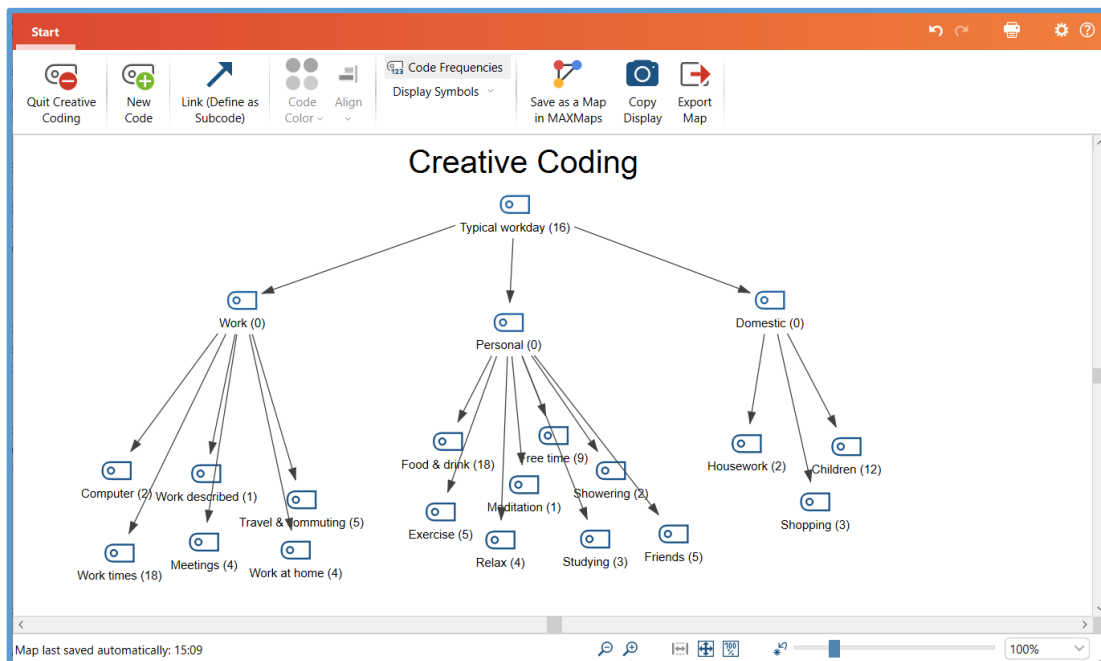 Start
Quit Creative
Coding
New
Code
Link (Define as
Subcode)
Code
Color
Align
123
Code Frequencies
Display Symbols
Save as a Map
in MAXMaps
Copy
Display
Export
Map
Creative Coding
Typical workday (16)
Work (0)
Personal (0)
Domestic (0)
Computer (2)
Work described (1)
Travel & commuting (5)
Work times (18)
Meetings (4)
Work at home (4)
Food & drink (18)
Free time (9)
Meditation (1)
Showering (2)
Exercise (5)
Relax (4)
Studying (3)
Friends (5)
Housework (2)
Children (12)
Shopping (3)
Map last saved automatically: 15:09
100
%
100%